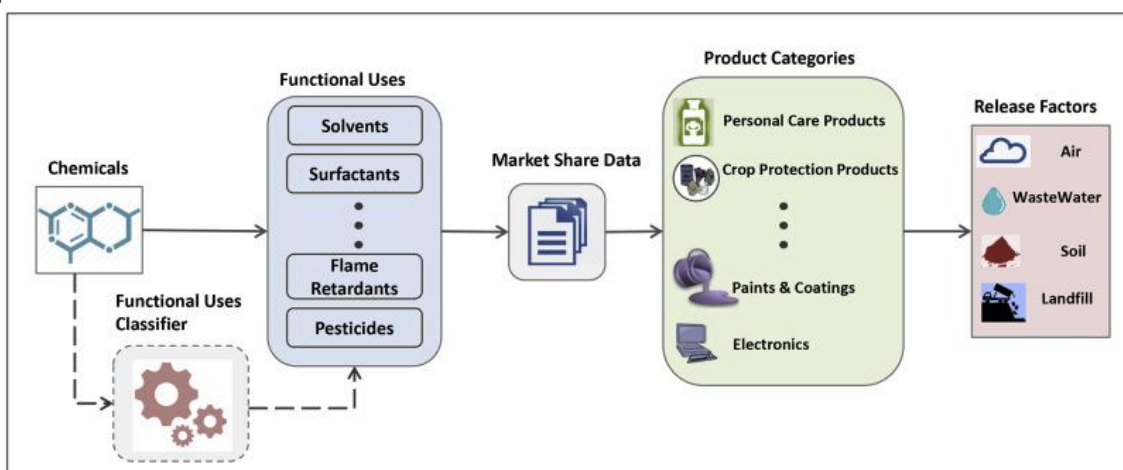 Chemicals
Functional Uses
Classifier
Functional Uses
Solvents
Surfactants
Flame
Retardants
Pesticides
Market Share Data
Product Categories
Personal Care Products
Crop Protection Products
Paints & Coatings
Electronics
Release Factors
Air
WasteWater
Soil
Landfill